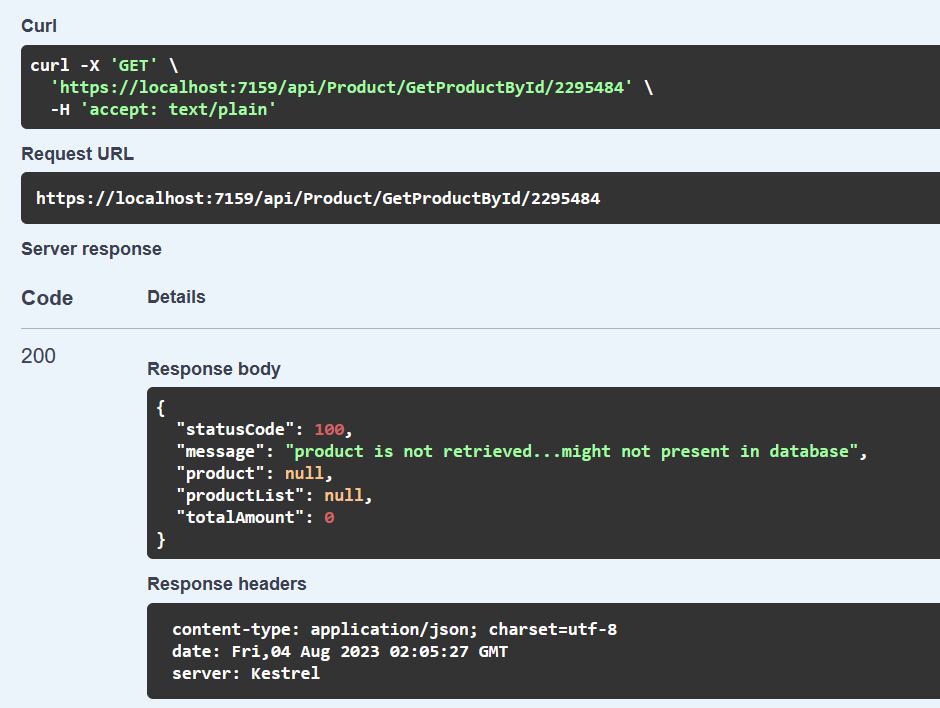 Curl
curl -X 'GET' \
'https://localhost:7159/api/Product/GetProductById/2295484' \
-H 'accept: text/plain'
Request URL
https://localhost:7159/api/Product/GetProductById/2295484
Server response
Code Details
200
Response body
{
"statusCode": 100,
"message": "product is not retrieved...might not present in database",
"product": null,
"productList": null,
"totalAmount": 0
}
Response headers
content-type: application/json; charset=utf-8
date: Fri,04 Aug 2023 02:05:27 GMT
server: Kestrel